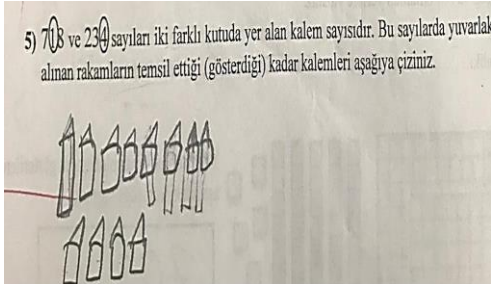 5) 718 ve 234 sayıları iki farklı kutuda yer alan kalem sayısıdır. Bu sayılarda yuvarlak
alınan rakamların temsil ettiği (gösterdiği) kadar kalemleri aşağıya çiziniz.